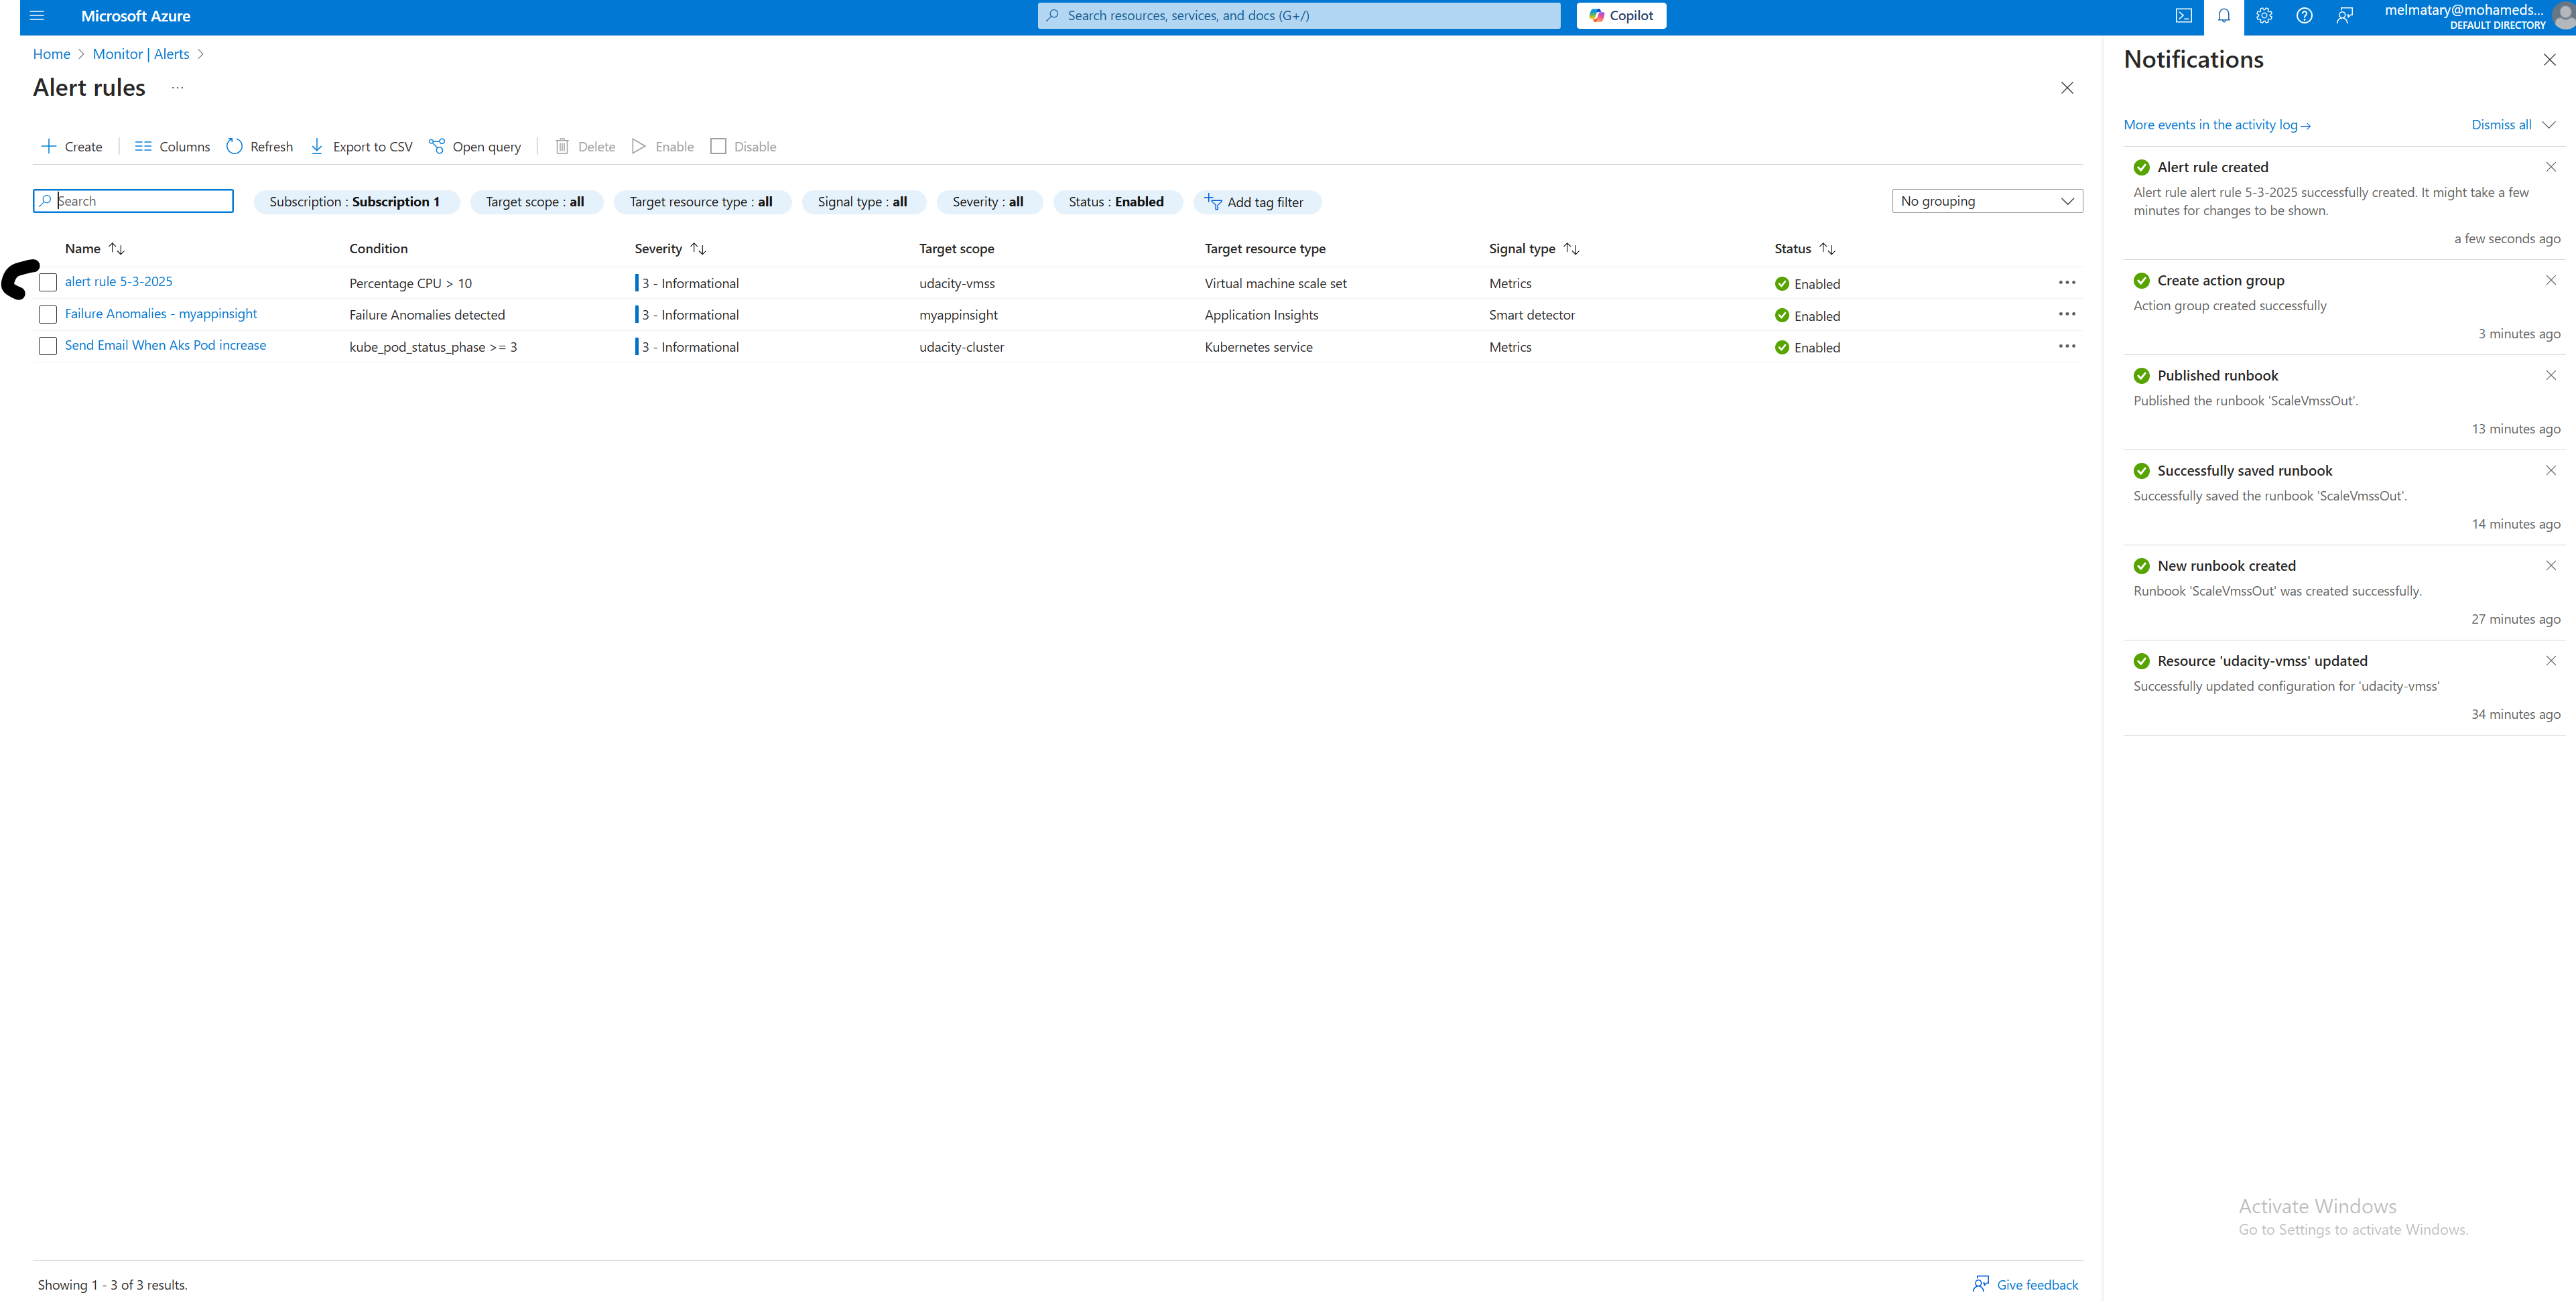 Microsoft Azure
Search resources, services, and docs (G+/)
Copilot
melmatary@mohameds...
DEFAULT DIRECTORY
Home > Monitor | Alerts >
Alert rules ...
Create Columns Refresh Export to CSV Open query Delete Enable Disable
Search Subscription : Subscription 1 Target scope : all Target resource type : all Signal type : all Severity : all Status : Enabled Add tag filter No grouping
Name Condition Severity Target scope Target resource type Signal type Status
alert rule 5-3-2025 Percentage CPU > 10 3 - Informational udacity-vmss Virtual machine scale set Metrics Enabled
Failure Anomalies - myappinsight Failure Anomalies detected 3 - Informational myappinsight Application Insights Smart detector Enabled
Send Email When Aks Pod increase kube_pod_status_phase >= 3 3 - Informational udacity-cluster Kubernetes service Metrics Enabled
Showing 1 - 3 of 3 results.
Give feedback
Notifications
More events in the activity log → Dismiss all
Alert rule created
Alert rule alert rule 5-3-2025 successfully created. It might take a few
minutes for changes to be shown.
a few seconds ago
Create action group
Action group created successfully
3 minutes ago
Published runbook
Published the runbook 'ScaleVmssOut'.
13 minutes ago
Successfully saved runbook
Successfully saved the runbook 'ScaleVmssOut'.
14 minutes ago
New runbook created
Runbook 'ScaleVmssOut' was created successfully.
27 minutes ago
Resource 'udacity-vmss' updated
Successfully updated configuration for 'udacity-vmss'
34 minutes ago
Activate Windows
Go to Settings to activate Windows.